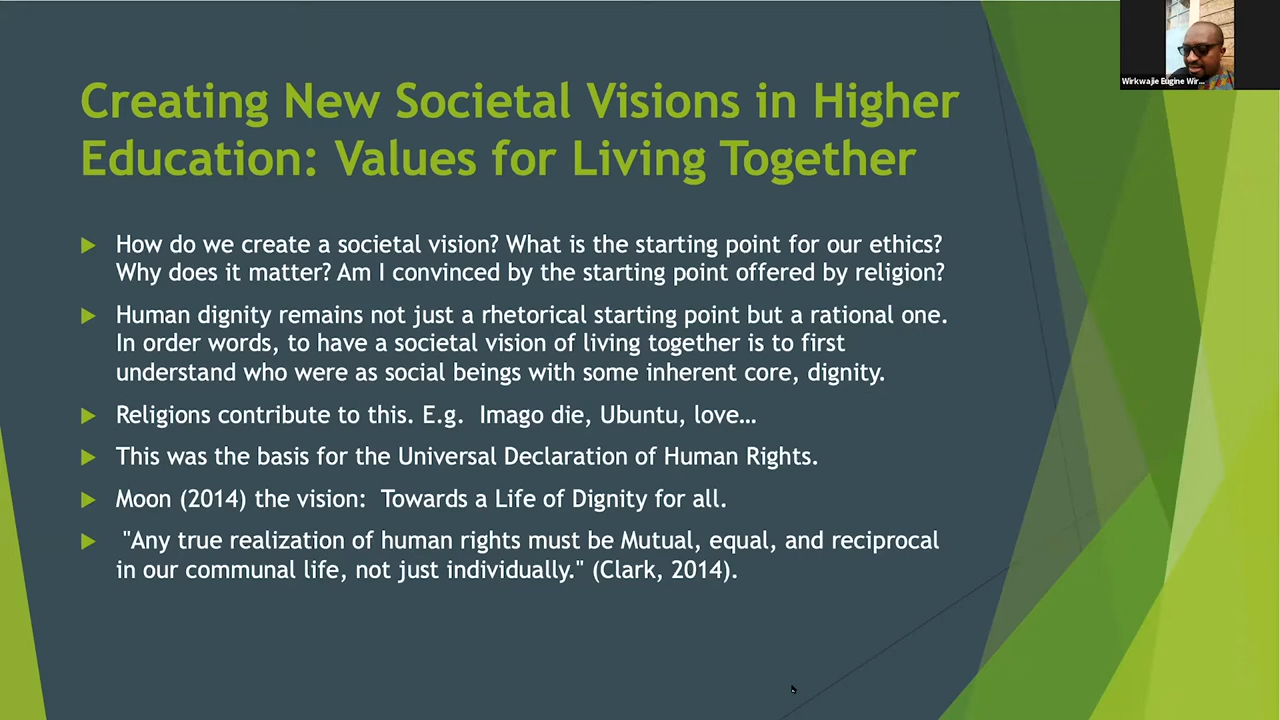 Wirkwajie Eugine Wir...
Creating New Societal Visions in Higher
Education: Values for Living Together
How do we create a societal vision? What is the starting point for our ethics?
Why does it matter? Am I convinced by the starting point offered by religion?
Human dignity remains not just a rhetorical starting point but a rational one.
In order words, to have a societal vision of living together is to first
understand who were as social beings with some inherent core, dignity.
Religions contribute to this. E.g.  Imago die, Ubuntu, love…
This was the basis for the Universal Declaration of Human Rights.
Moon (2014) the vision:  Towards a Life of Dignity for all.
"Any true realization of human rights must be Mutual, equal, and reciprocal
in our communal life, not just individually." (Clark, 2014).